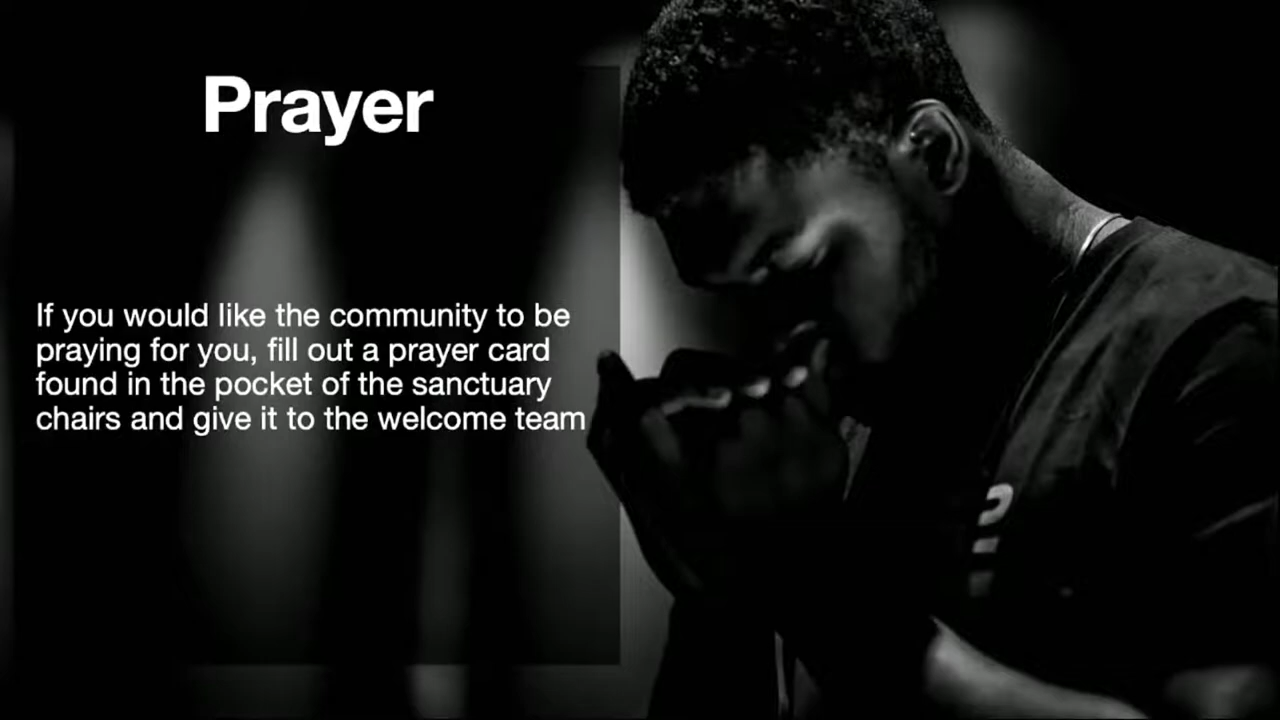 Prayer
If you would like the community to be
praying for you, fill out a prayer card
found in the pocket of the sanctuary
chairs and give it to the welcome team